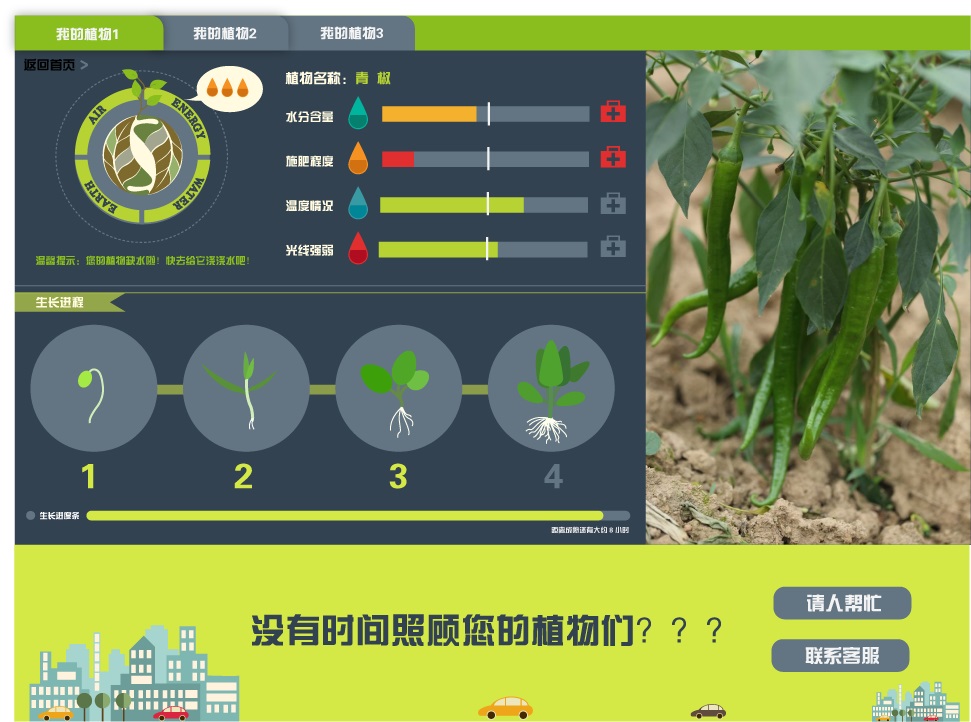 我的植物1
我的植物2
我的植物3
返回首页 >
AIR
ENERGY
EARTH
WATER
温馨提示：您的植物缺水啦！快去给它浇浇水吧！
植物名称：青 椒
水分含量
施肥程度
温度情况
光线强弱
生长进程
1
2
3
4
生长进度条
距离成熟还有大约 8 小时
没有时间照顾您的植物们？？？
请人帮忙
联系客服